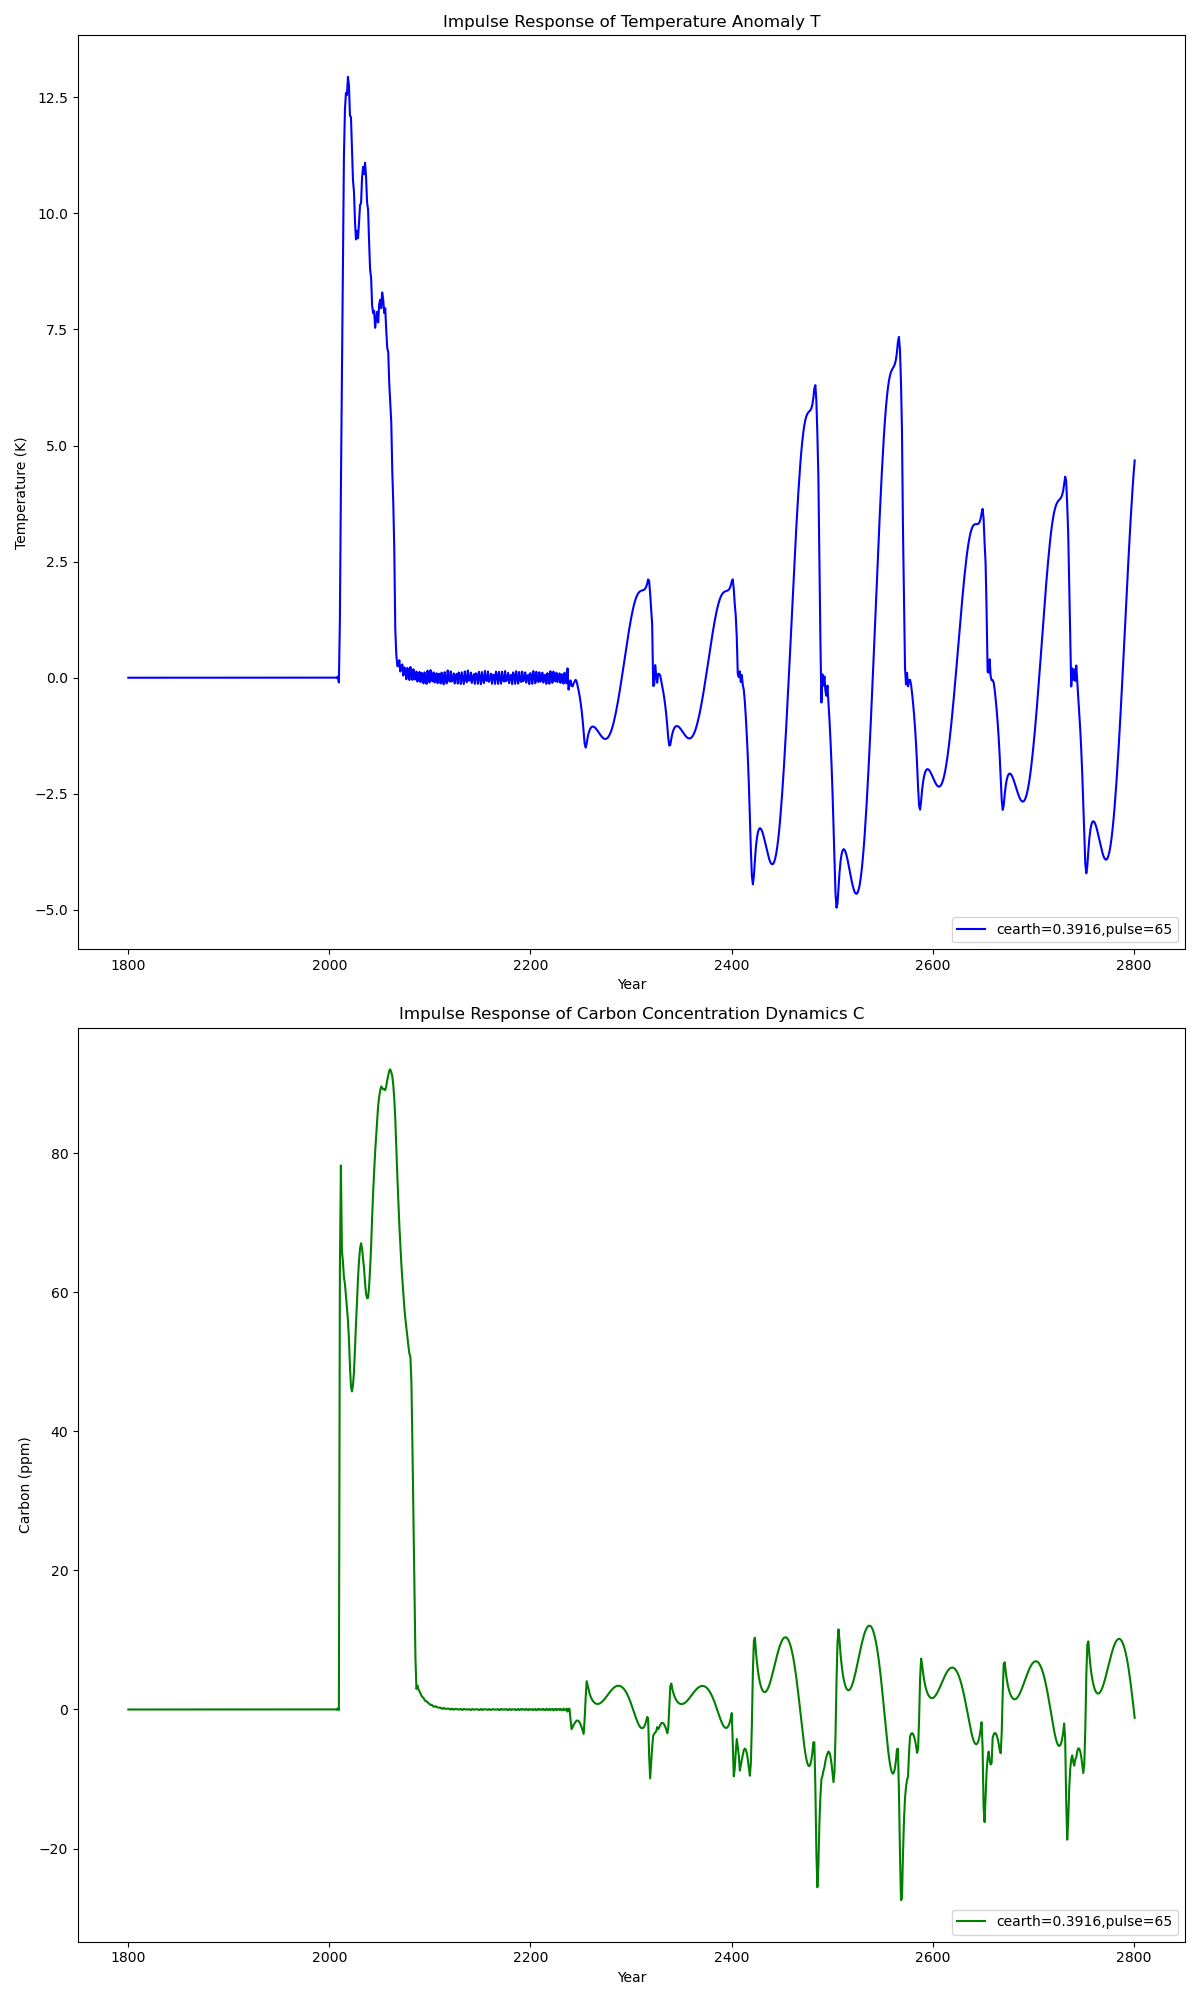 Impulse Response of Temperature Anomaly T
12.5
10.0
7.5
5.0
2.5
0.0
−2.5
−5.0
Temperature (K)
cearth=0.3916,pulse=65
1800 2000 2200 2400 2600 2800
Year
Impulse Response of Carbon Concentration Dynamics C
80
60
40
20
0
−20
Carbon (ppm)
cearth=0.3916,pulse=65
1800 2000 2200 2400 2600 2800
Year